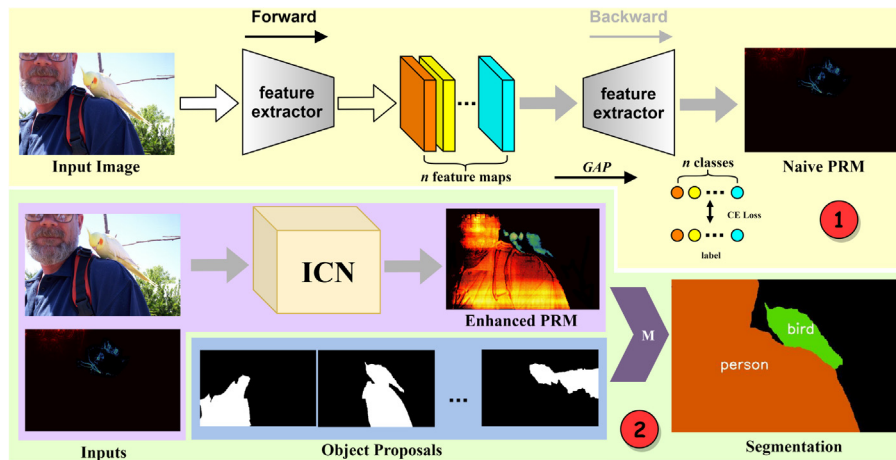 Forward
Backward
feature
extractor
feature
extractor
Input Image
n feature maps
GAP
n classes
Naive PRM
CE Loss
label
1
ICN
Enhanced PRM
M
bird
person
Inputs
Object Proposals
2
Segmentation